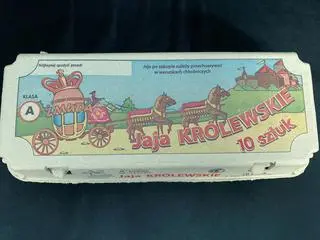 Najlepiej spożyć przed:
Jaja po zakupie należy przechowywać
w warunkach chłodniczych
KLASA
A
Jaja KRÓLEWSKIE
10 sztuk
Jaja KRÓLEWSKIE